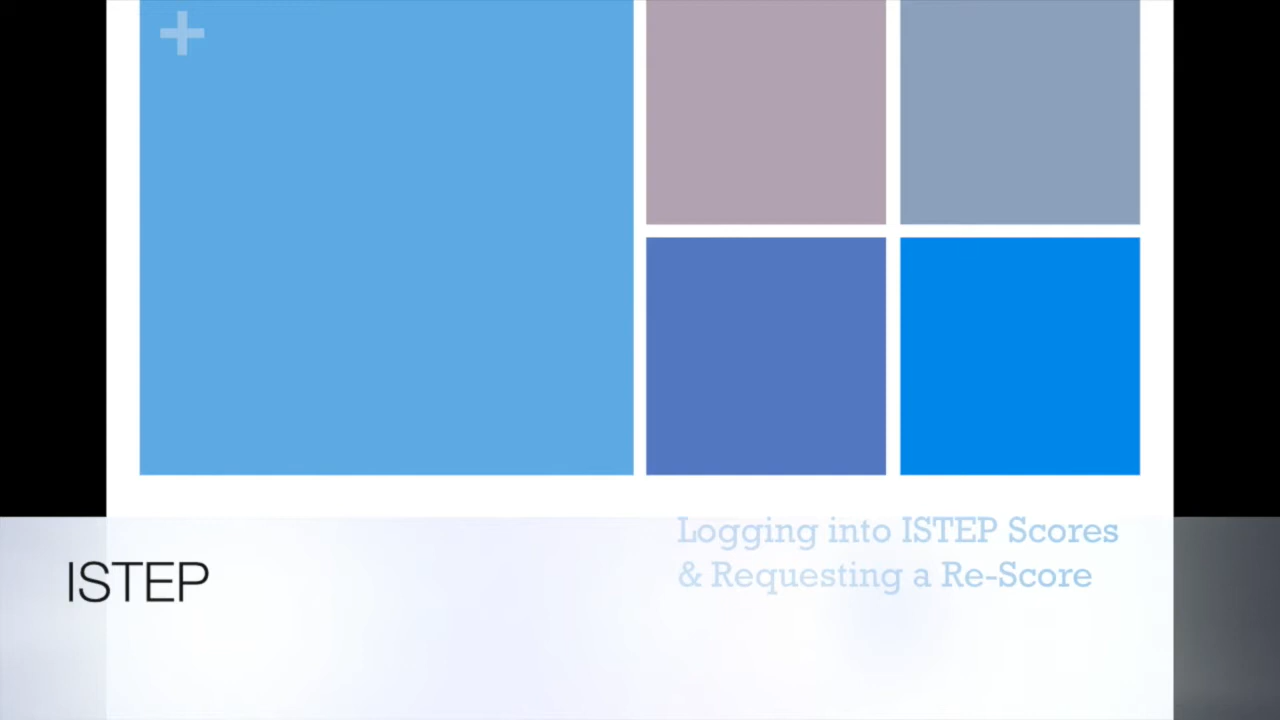 +
ISTEP
Logging into ISTEP Scores
& Requesting a Re-Score